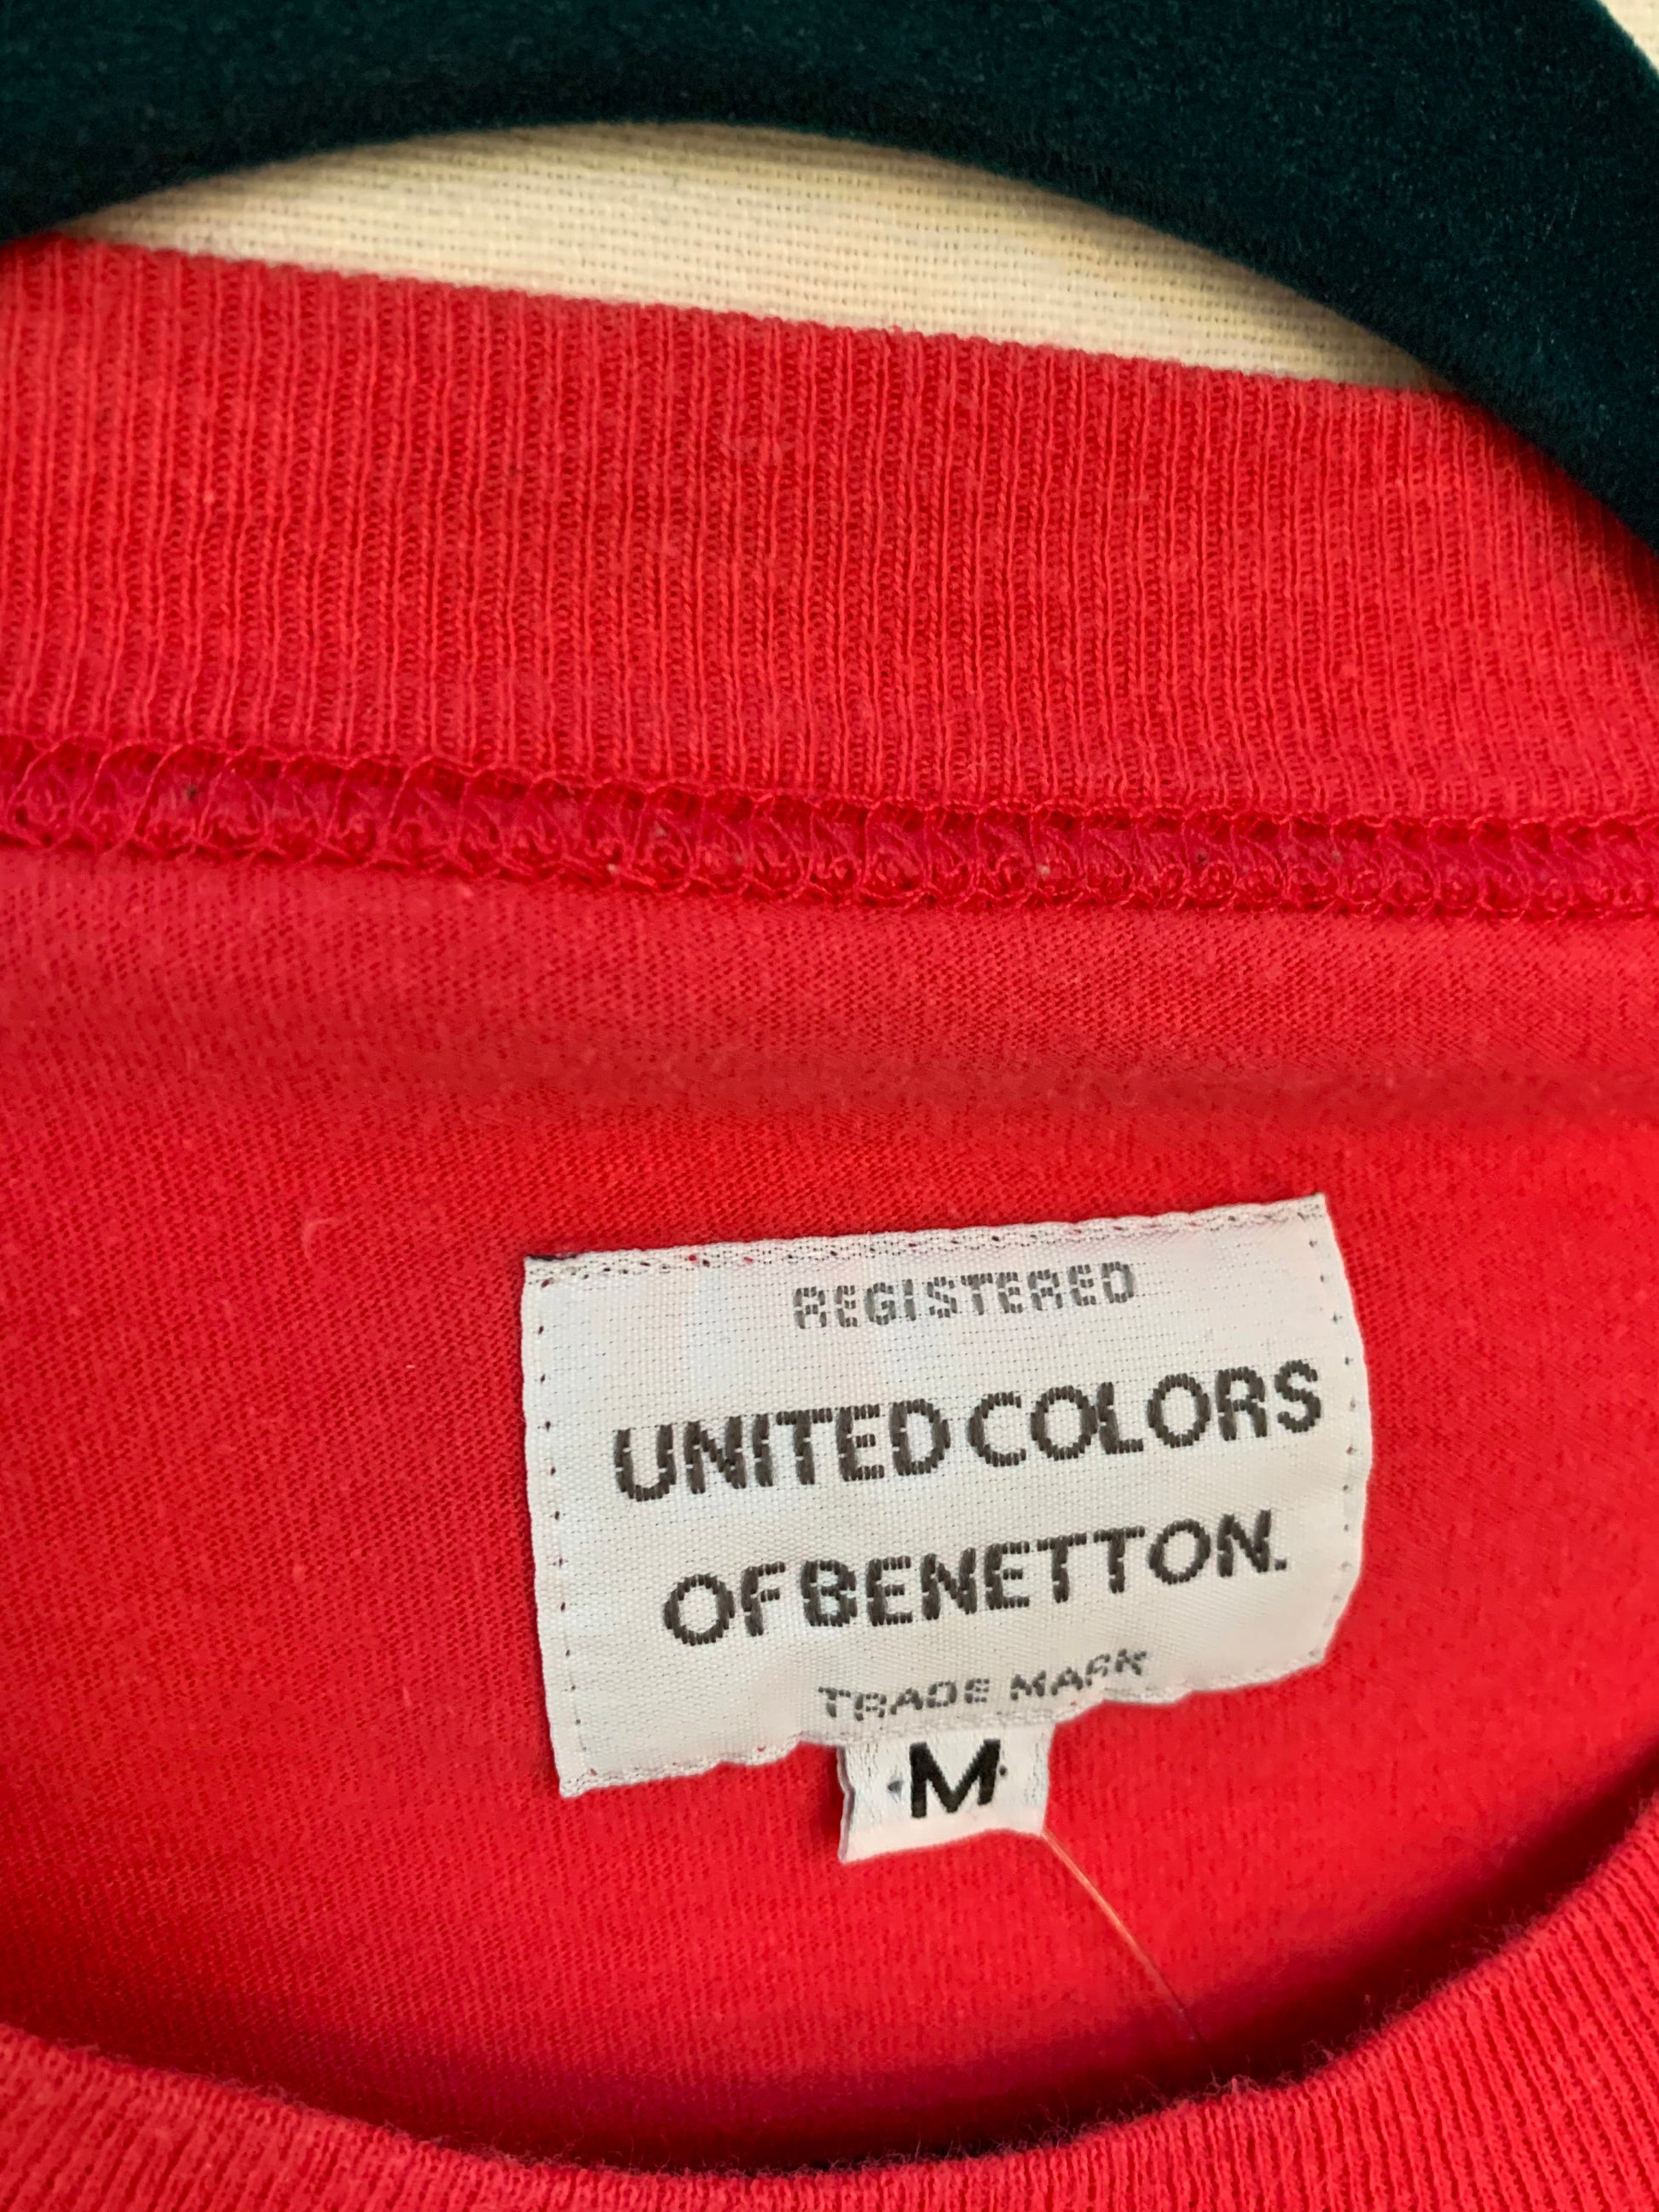 REGISTERED
UNITED COLORS
OF BENETTON.
TRADE MARK
M